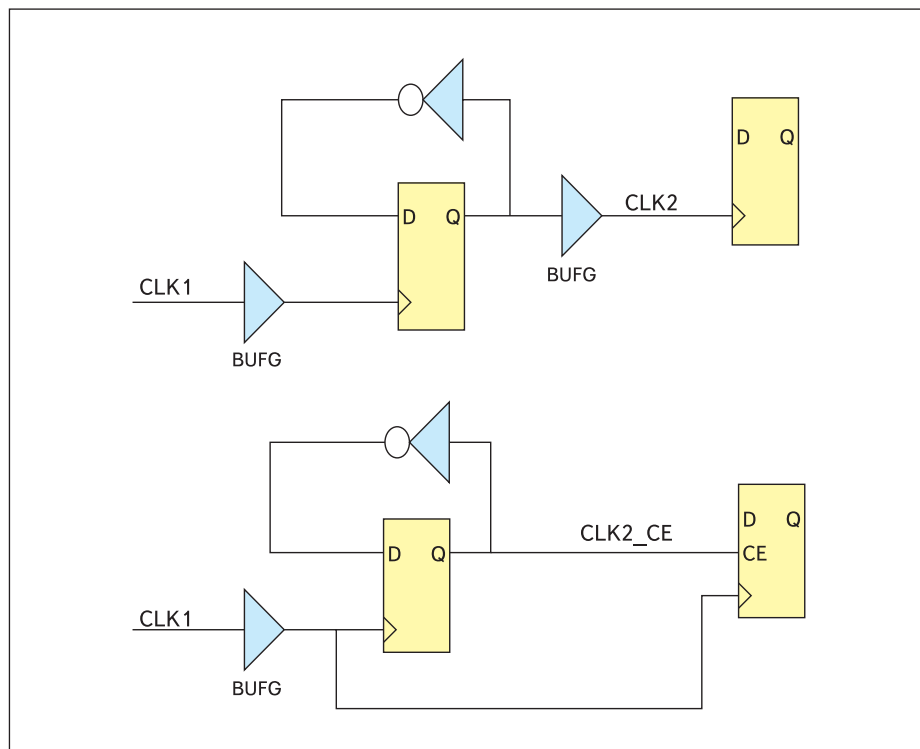 D Q
D Q
CLK2
BUFG
CLK1
BUFG
D Q
CLK2_CE
D Q
CE
CLK1
BUFG